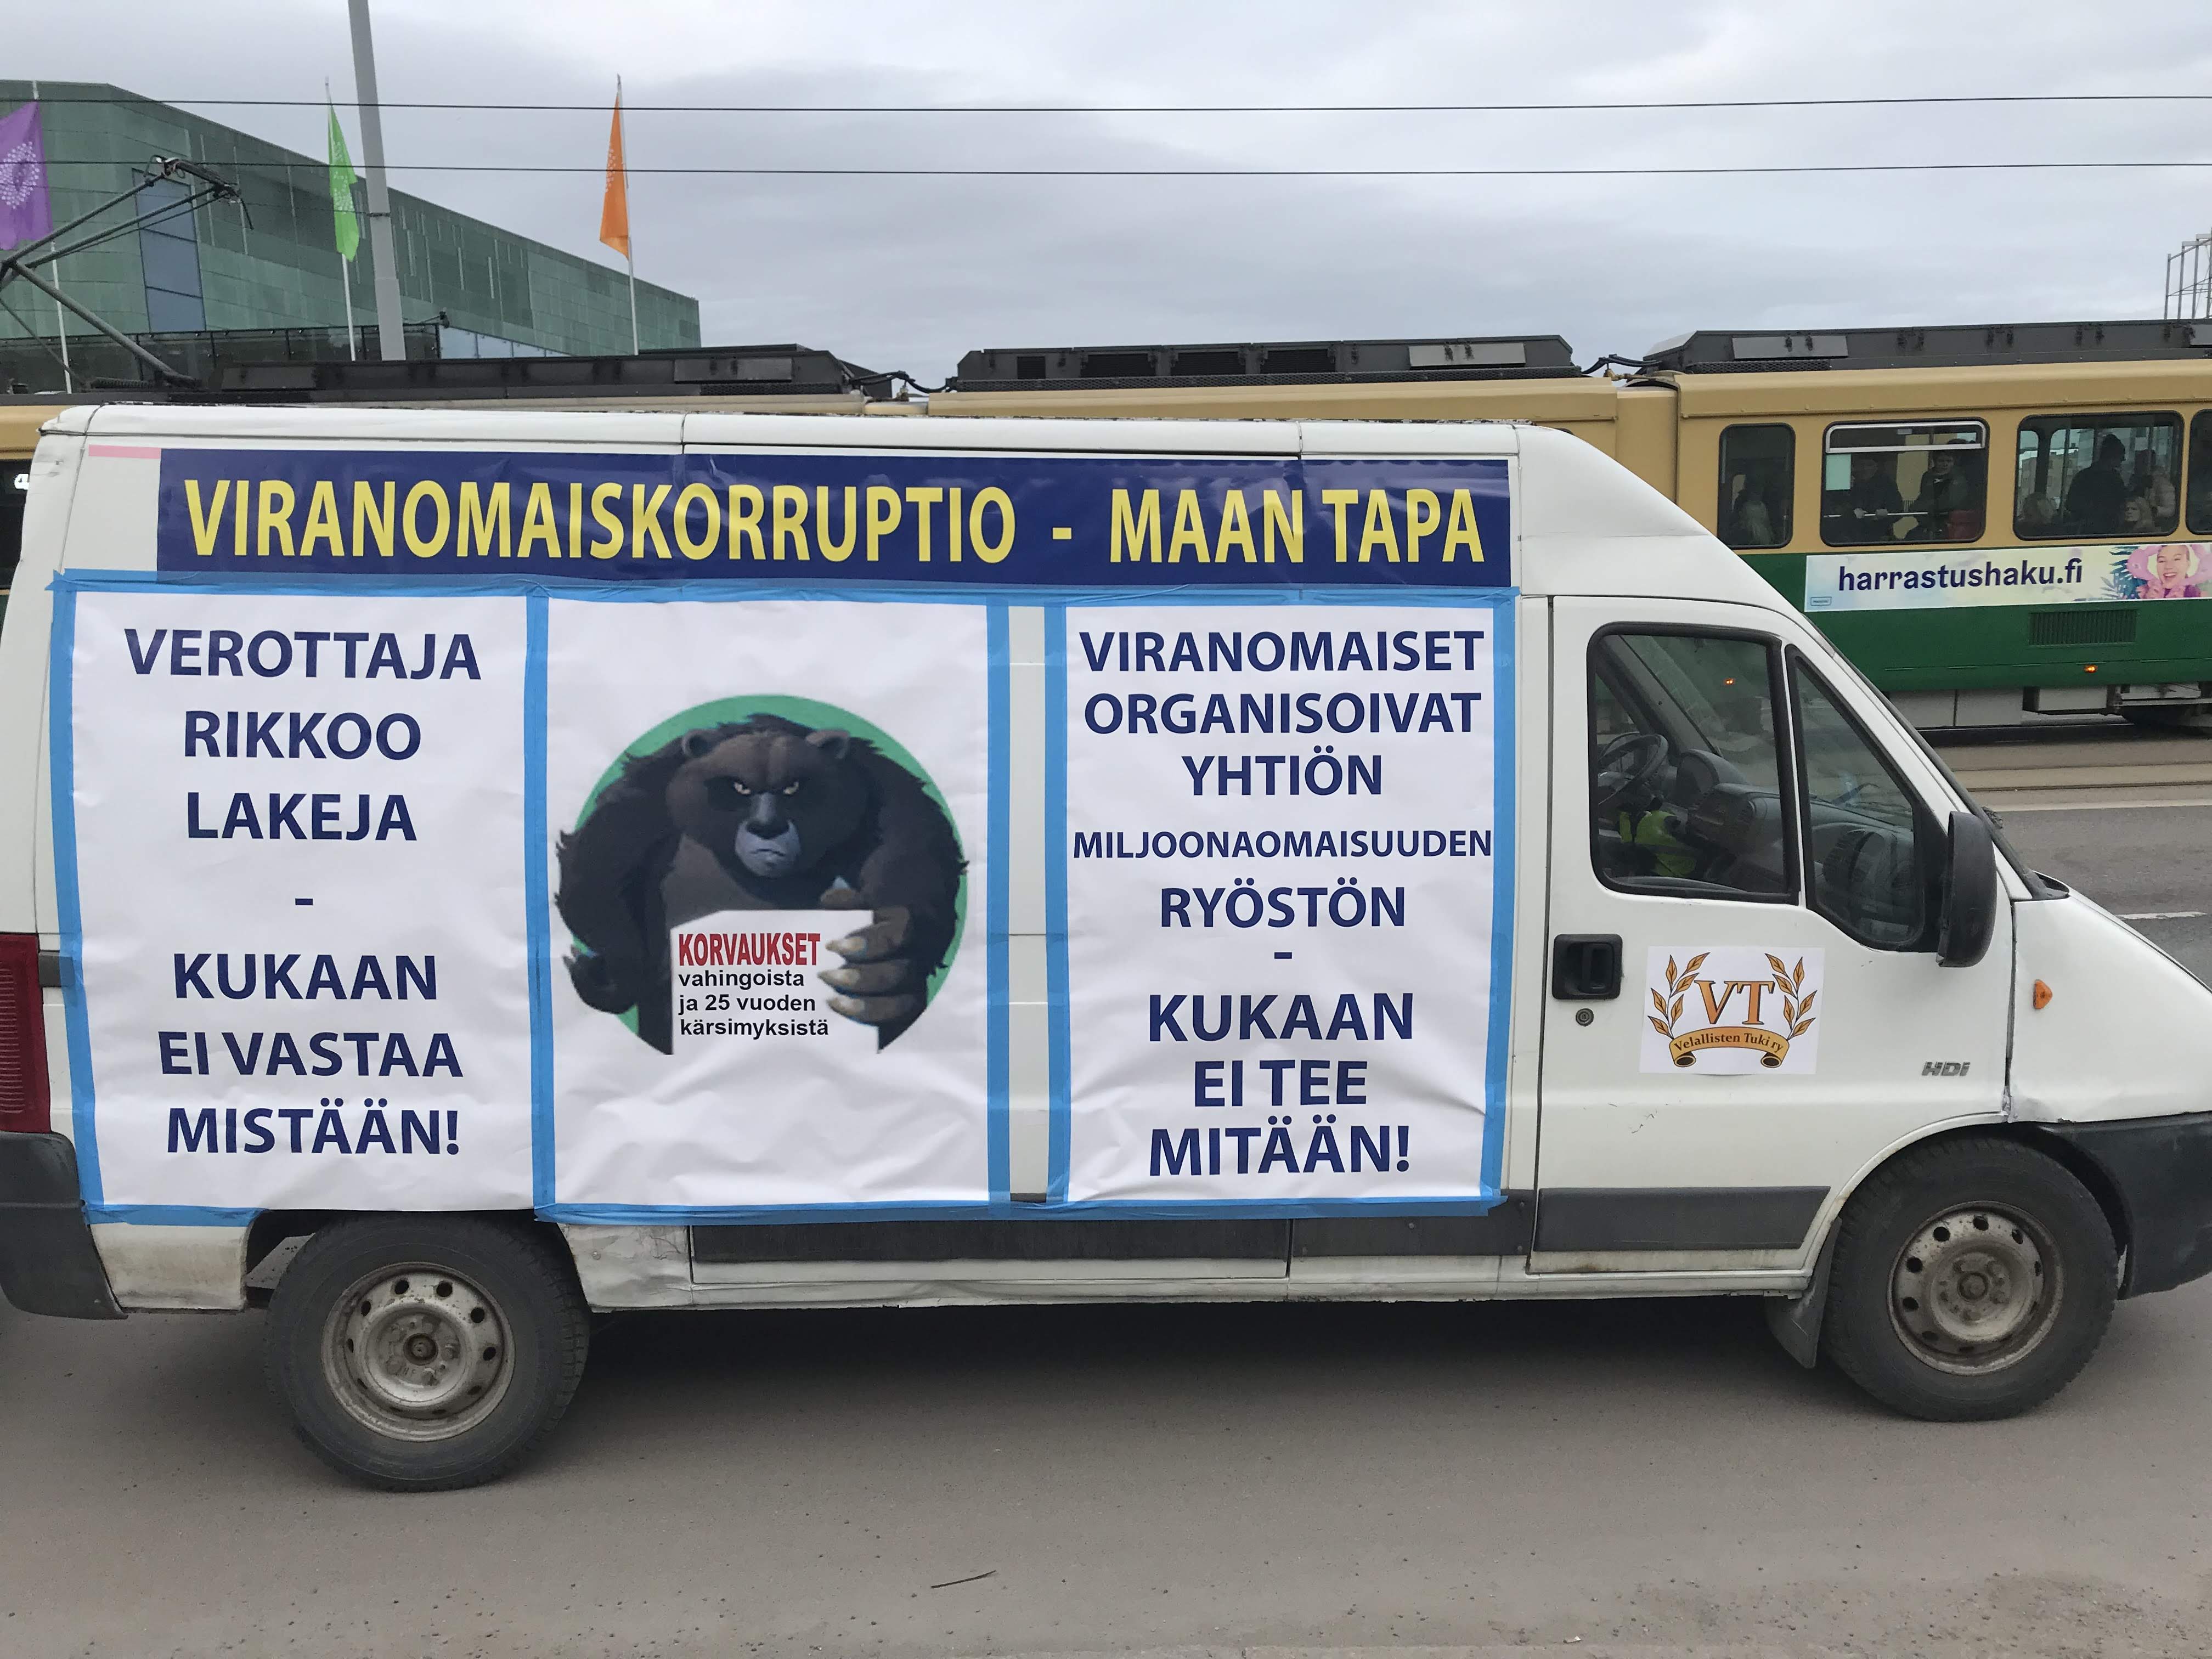 VIRANOMAISKORRUPTIO - MAAN TAPA
VEROTTAJA
RIKKOO
LAKEJA
-
KUKAAN
EI VASTAA
MISTÄÄN!
KORVAUKSET
vahingoista
ja 25 vuoden
kärsimyksistä
VIRANOMAISET
ORGANISOIVAT
YHTIÖN
MILJOONAOMAISUUDEN
RYÖSTÖN
-
KUKAAN
EI TEE
MITÄÄN!
VT
Velallisten Tuki ry
HDi
harrastushaku.fi